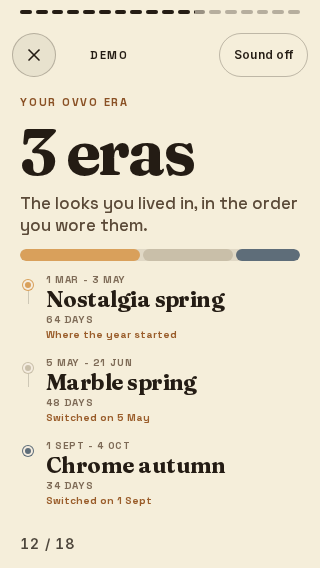 DEMO
Sound off
YOUR OVVO ERA
3 eras
The looks you lived in, in the order
you wore them.
1 MAR - 3 MAY
Nostalgia spring
64 DAYS
Where the year started
5 MAY - 21 JUN
Marble spring
48 DAYS
Switched on 5 May
1 SEPT - 4 OCT
Chrome autumn
34 DAYS
Switched on 1 Sept
12 / 18